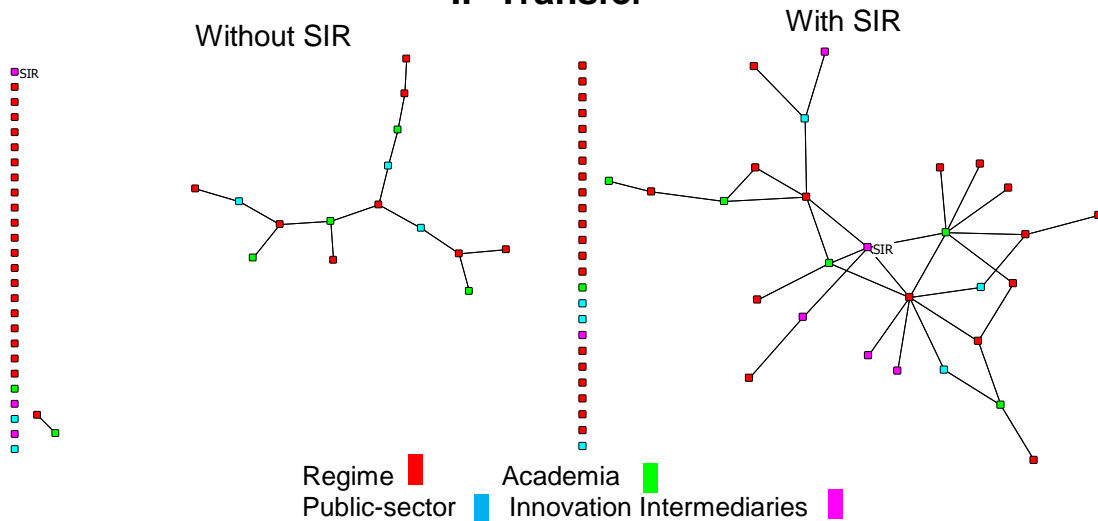 Without SIR
With SIR
SIR
SIR
Regime
Academia
Public-sector
Innovation Intermediaries